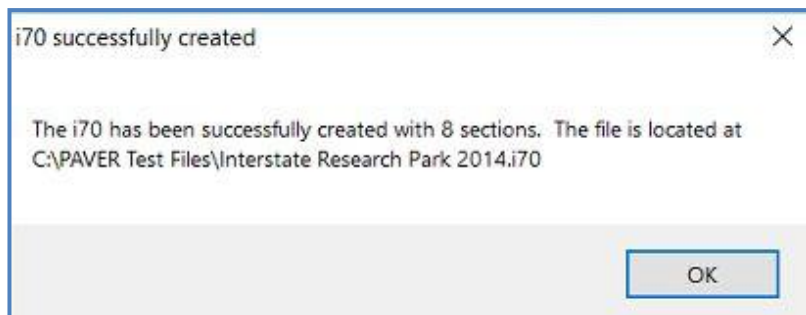 i70 successfully created
The i70 has been successfully created with 8 sections.  The file is located at
C:\PAVER Test Files\Interstate Research Park 2014.i70
OK